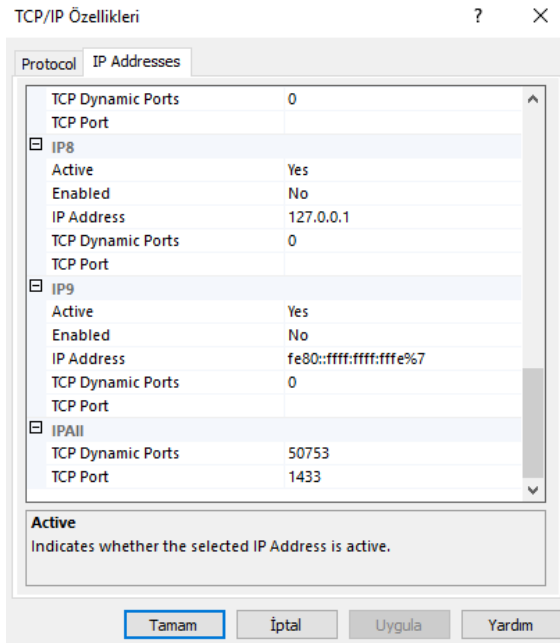 TCP/IP Özellikleri ?
Protocol IP Addresses
TCP Dynamic Ports 0
TCP Port
IP8
Active Yes
Enabled No
IP Address 127.0.0.1
TCP Dynamic Ports 0
TCP Port
IP9
Active Yes
Enabled No
IP Address fe80::ffff:ffff:fffe%7
TCP Dynamic Ports 0
TCP Port
IPAll
TCP Dynamic Ports 50753
TCP Port 1433
Active
Indicates whether the selected IP Address is active.
Tamam İptal Uygula Yardım